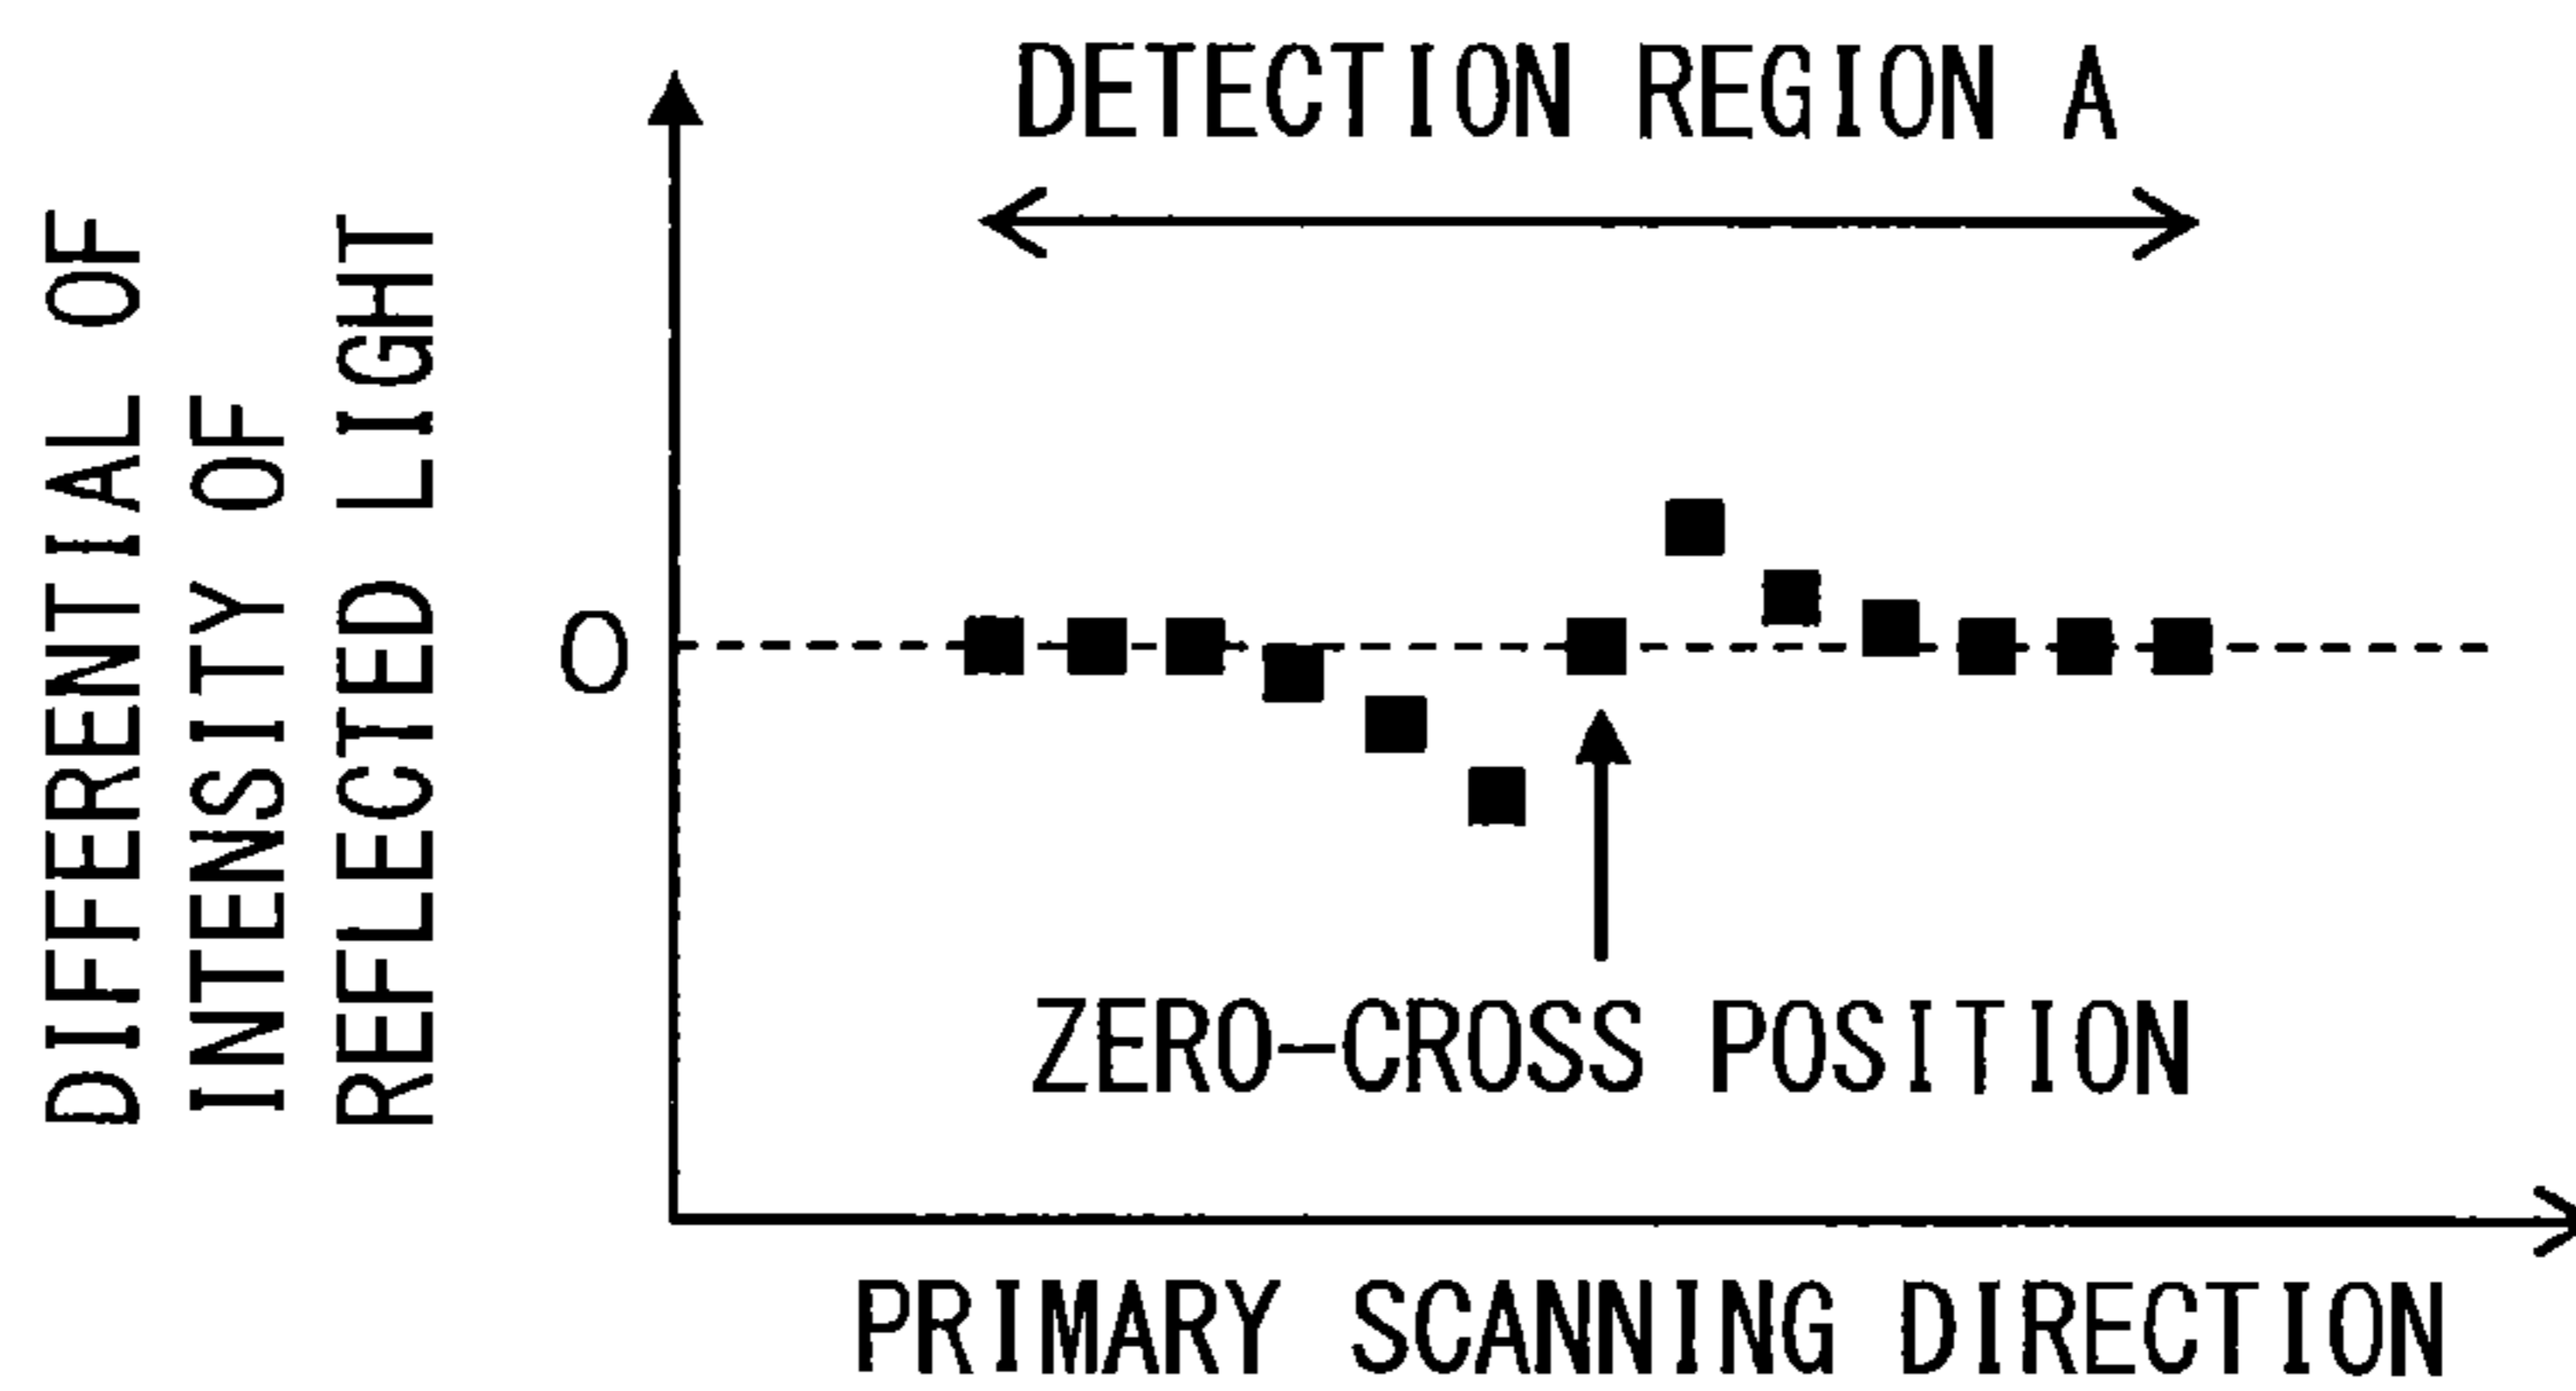 DETECTION REGION A
DIFFERENTIAL OF
INTENSITY OF
REFLECTED LIGHT
0
ZERO-CROSS POSITION
PRIMARY SCANNING DIRECTION